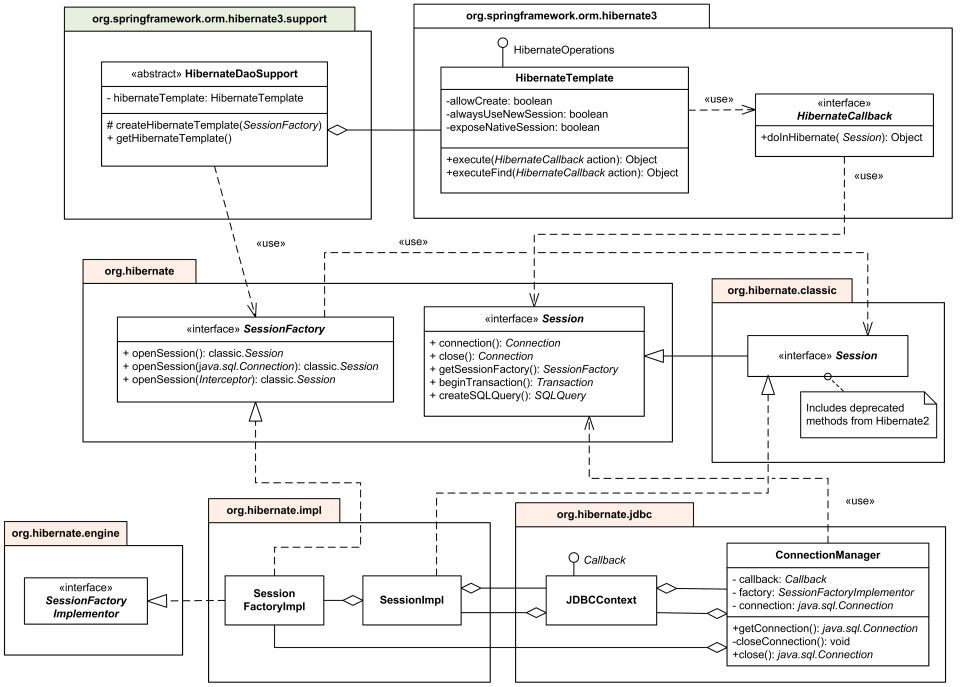 org.springframework.orm.hibernate3.support
«abstract» HibernateDaoSupport
- hibernateTemplate: HibernateTemplate
# createHibernateTemplate(SessionFactory)
+ getHibernateTemplate()
org.springframework.orm.hibernate3
HibernateOperations
HibernateTemplate
-allowCreate: boolean
-alwaysUseNewSession: boolean
-exposeNativeSession: boolean
+execute(HibernateCallback action): Object
+executeFind(HibernateCallback action): Object
«use»
«interface»
HibernateCallback
+doInHibernate( Session): Object
«use»
«use»
«use»
org.hibernate
«interface» SessionFactory
+ openSession(): classic.Session
+ openSession(java.sql.Connection): classic.Session
+ openSession(Interceptor): classic.Session
«interface» Session
+ connection(): Connection
+ close(): Connection
+ getSessionFactory(): SessionFactory
+ beginTransaction(): Transaction
+ createSQLQuery(): SQLQuery
org.hibernate.classic
«interface» Session
Includes deprecated
methods from Hibernate2
«use»
org.hibernate.engine
«interface»
SessionFactory
Implementor
org.hibernate.impl
Session
FactoryImpl
SessionImpl
org.hibernate.jdbc
Callback
JDBCContext
ConnectionManager
- callback: Callback
- factory: SessionFactoryImplementor
- connection: java.sql.Connection
+getConnection(): java.sql.Connection
-closeConnection(): void
+close(): java.sql.Connection